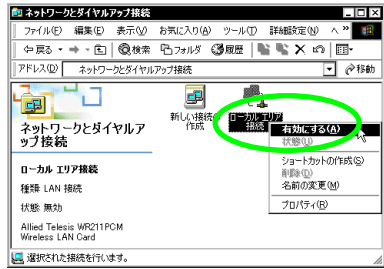 ネットワークとダイヤルアップ接続
ファイル(F) 編集(E) 表示(V) お気に入り(A) ツール(T) 詳細設定(N) ヘ »
戻る 検索 フォルダ 履歴
アドレス(D) ネットワークとダイヤルアップ接続 移動
ネットワークとダイヤルア
ップ接続
ローカル エリア接続
種類: LAN 接続
状態: 無効
Allied Telesis WR211PCM
Wireless LAN Card
新しい接続の
作成
ローカル エリア
接続
有効にする(A)
状態(U)
ショートカットの作成(S)
削除(D)
名前の変更(M)
プロパティ(R)
選択された接続を行います。